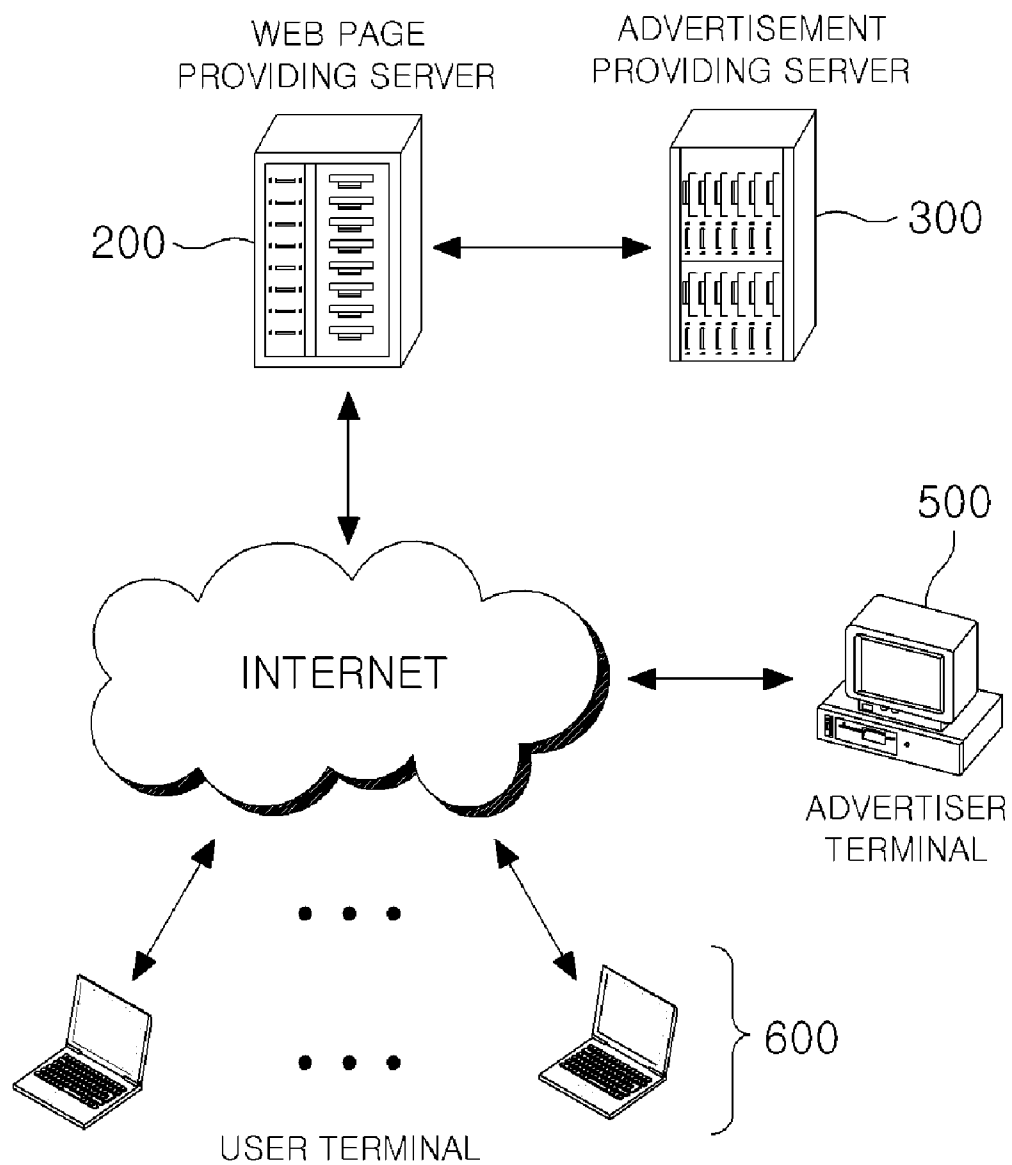 WEB PAGE
PROVIDING SERVER
ADVERTISEMENT
PROVIDING SERVER
200
300
500
INTERNET
ADVERTISER
TERMINAL
600
USER TERMINAL